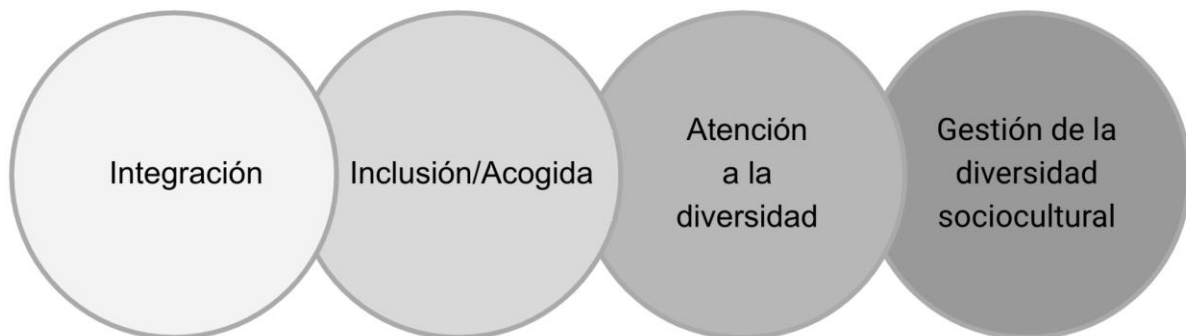 Integración
Inclusión/Acogida
Atención
a la
diversidad
Gestión de la
diversidad
sociocultural